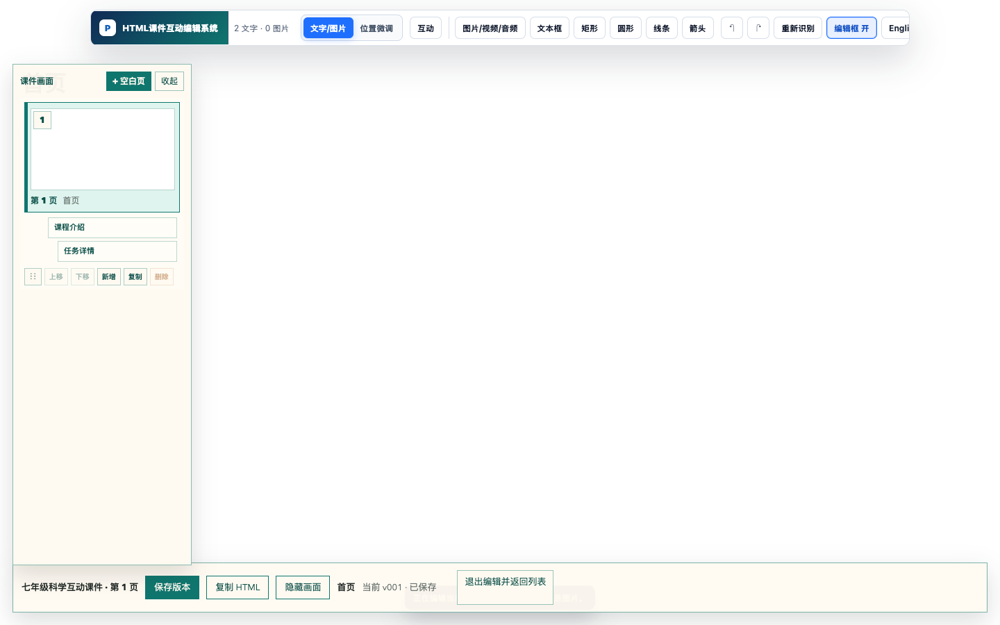 P HTML课件互动编辑系统 2 文字 · 0 图片 文字/图片 位置微调 互动 图片/视频/音频 文本框 矩形 圆形 线条 箭头 重新识别 编辑框 开 Engli
首页
课件画面 + 空白页 收起
1
第 1 页 首页
课程介绍
任务详情
上移 下移 新增 复制 删除
七年级科学互动课件 · 第 1 页 保存版本 复制 HTML 隐藏画面 首页 当前 v001 · 已保存 退出编辑并返回列表